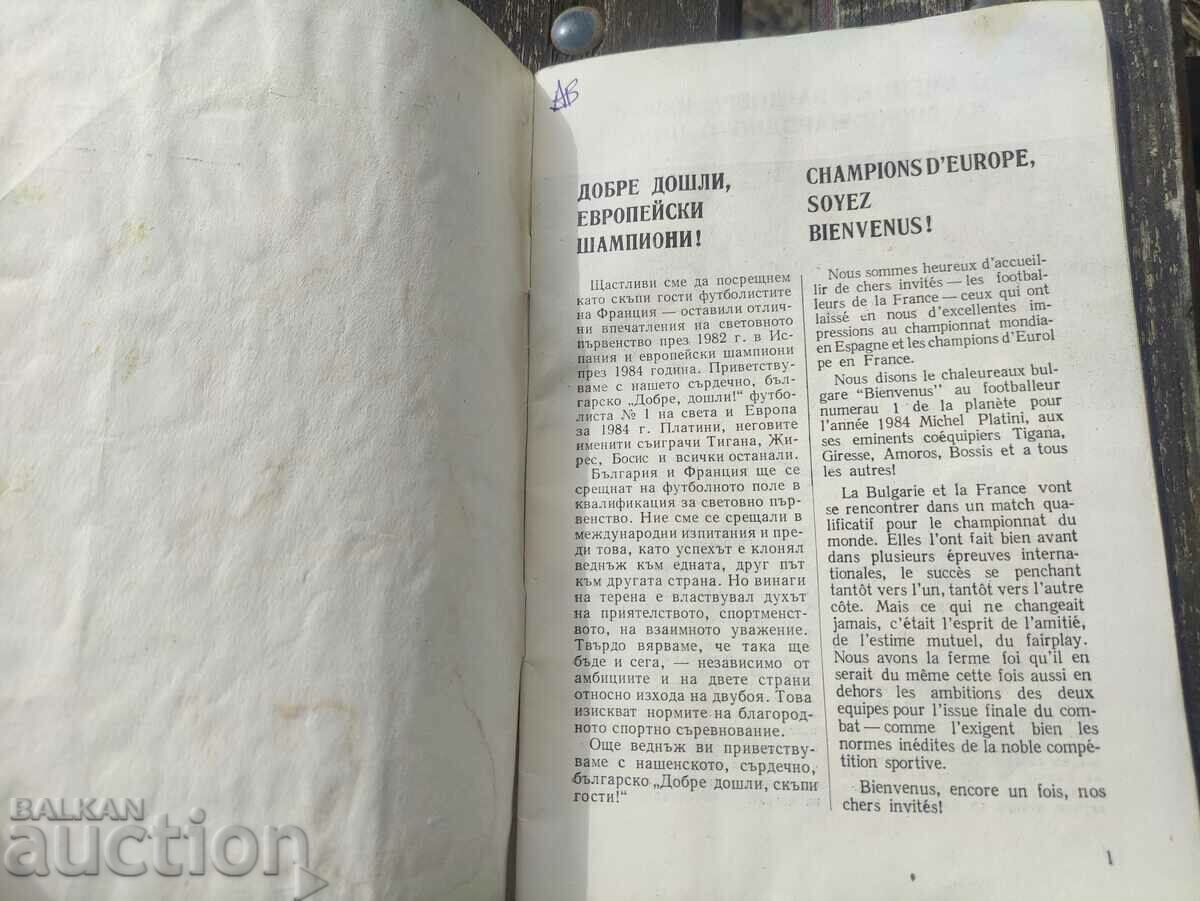 AB
ДОБРЕ ДОШЛИ,
ЕВРОПЕЙСКИ
ШАМПИОНИ!
Щастливи сме да посрещнем
като скъпи гости футболистите
на Франция — оставили отлич-
ни впечатления на световното
първенство през 1982 г. в Ис-
пания и европейски шампиони
през 1984 година. Приветству-
ваме с нашето сърдечно, бъл-
гарско „Добре, дошли!" футбо-
листа № 1 на света и Европа
за 1984 г. Платини, неговите
именити съиграчи Тигана, Жи-
рес, Босис и всички останали.
България и Франция ще се
срещнат на футболното поле в
квалификация за световно пър-
венство. Ние сме се срещали в
международни изпитания и пре-
ди това, като успехът е клонял
веднъж към едната, друг път
към другата страна. Но винаги
на терена е властвувал духът
на приятелството, спортменст-
вото, на взаимното уважение.
Твърдо вярваме, че така ще
бъде и сега, — независимо от
амбициите и на двете страни
относно изхода на двубоя. Това
изискват нормите на благород-
ното спортно съревнование.
Още веднъж ви приветству-
ваме с нашенското, сърдечно,
българско „Добре дошли, скъпи
гости!"
CHAMPIONS D'EUROPE,
SOYEZ
BIENVENUS!
Nous sommes heureux d'accueil-
lir de chers invités — les footbal-
leurs de la France — ceux qui ont
laissé en nous d'excellentes im-
pressions au championnat mondia-
en Espagne et les champions d'Eurol
pe en France.
Nous disons le chaleureaux bul-
gare "Bienvenus" au footballeur
numerau 1 de la planète pour
l'année 1984 Michel Platini, aux
ses eminents coéquipiers Tigana,
Giresse, Amoros, Bossis et a tous
les autres!
La Bulgarie et la France vont
se rencontrer dans un match qua-
lificatif pour le championnat du
monde. Elles l'ont fait bien avant
dans plusieurs épreuves interna-
tionales, le succès se penchant
tantôt vers l'un, tantôt vers l'autre
côte. Mais ce qui ne changeait
jamais, c'était l'esprit de l'amitié,
de l'estime mutuel, du fairplay.
Nous avons la ferme foi qu'il en
serait du même cette fois aussi en
dehors les ambitions des deux
equipes pour l'issue finale du com-
bat — comme l'exigent bien les
normes inédites de la noble compé-
tition sportive.
Bienvenus, encore un fois, nos
chers invités!
1
BALKAN
auction